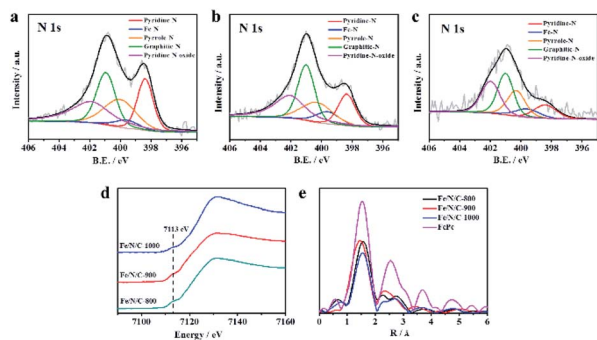 a
N 1s
Pyridine-N
Fe-N
Pyrrole-N
Graphitic-N
Pyridine-N-oxide
Intensity / a.u.
406 404 402 400 398 396
B.E. / eV
b
N 1s
Pyridine-N
Fe-N
Pyrrole-N
Graphitic-N
Pyridine-N-oxide
Intensity / a.u.
406 404 402 400 398 396
B.E. / eV
c
N 1s
Pyridine-N
Fe-N
Pyrrole-N
Graphitic-N
Pyridine-N-oxide
Intensity / a.u.
406 404 402 400 398 396
B.E. / eV
d
7113 eV
Fe/N/C-1000
Fe/N/C-900
Fe/N/C-800
7100 7120 7140 7160
Energy / eV
e
Fe/N/C-800
Fe/N/C-900
Fe/N/C-1000
FePc
0 1 2 3 4 5 6
R / Å